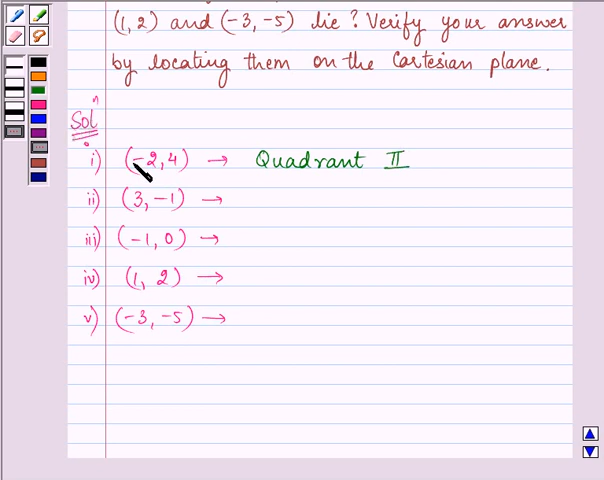 (1, 2) and (-3, -5) lie? Verify your answer
by locating them on the Cartesian plane.
Solⁿ
i) (-2, 4) → Quadrant II
ii) (3, -1) →
iii) (-1, 0) →
iv) (1, 2) →
v) (-3, -5) →